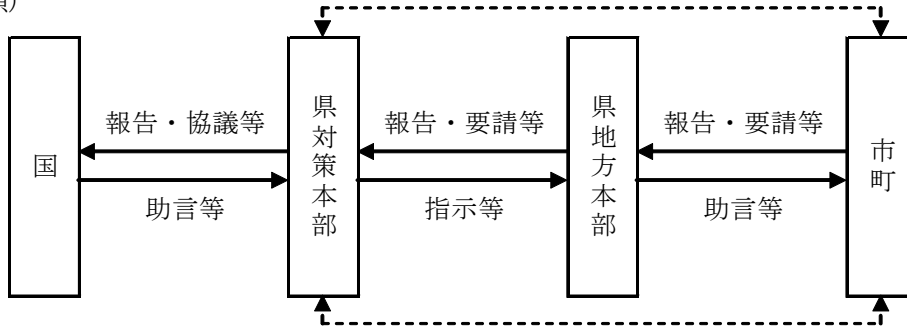 国
報告・協議等
助言等
県対策本部
報告・要請等
指示等
県地方本部
報告・要請等
助言等
市町